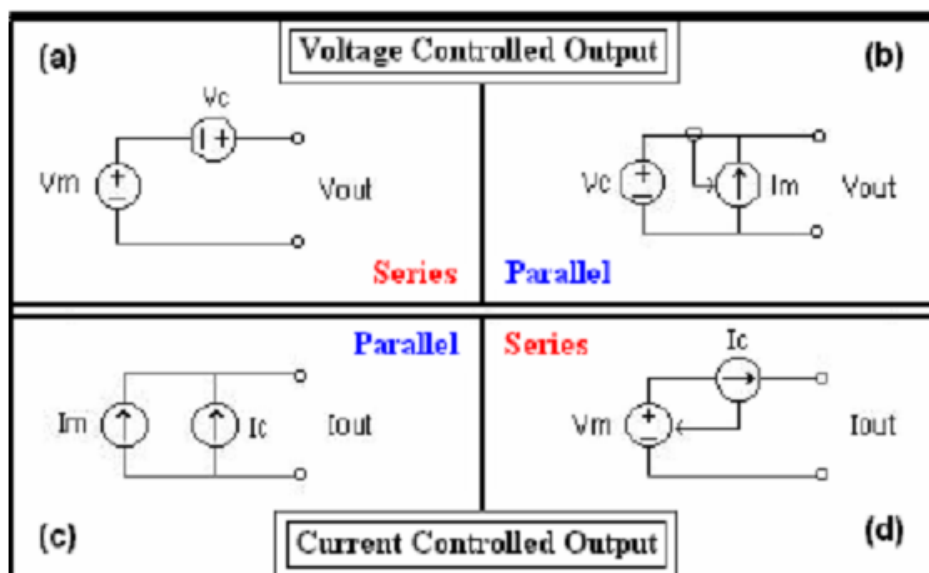 (a)
Voltage Controlled Output
(b)
Vc
Vm
+
−
I +
Vout
Series
Vc
+
−
Im
Vout
Parallel
Parallel
Im
Ic
Iout
(c)
Series
Ic
Vm
+
−
Iout
Current Controlled Output
(d)